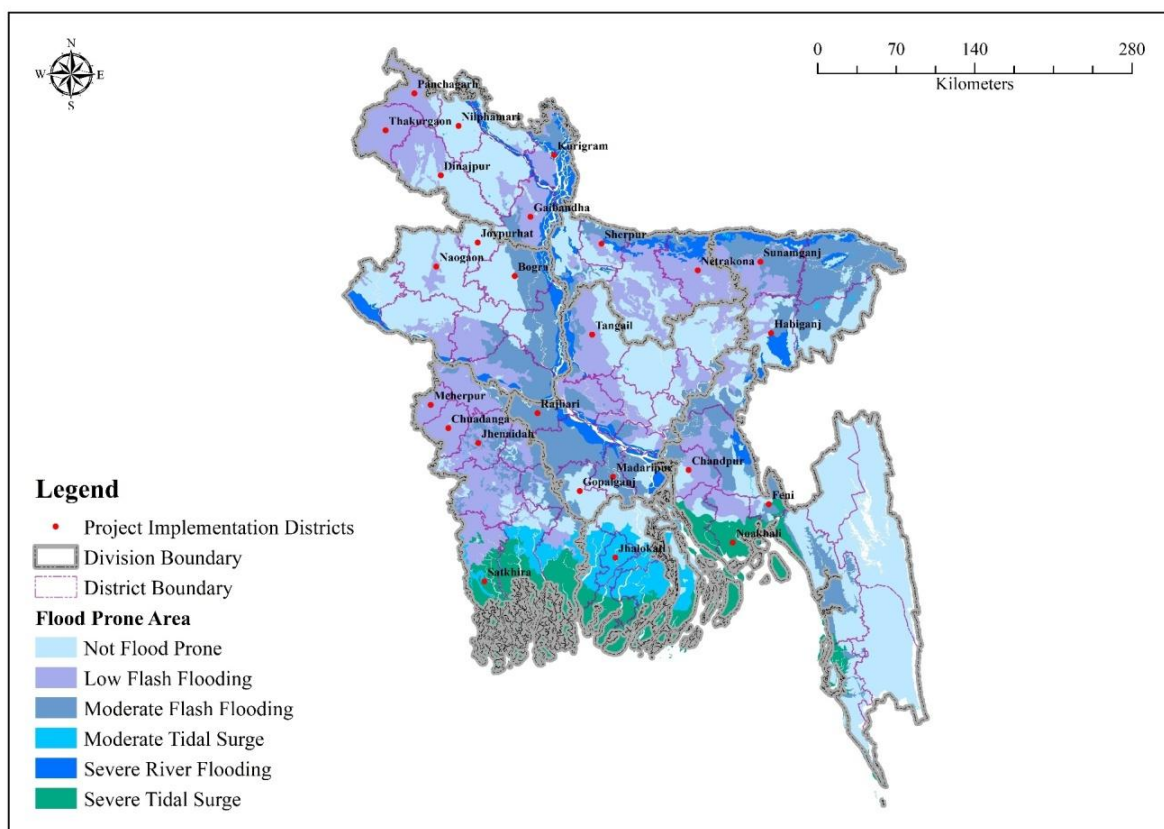 N
W E
S
0 70 140 280
Kilometers
Panchagarh
Thakurgaon
Nilphamari
Kurigram
Dinajpur
Gaibandha
Joypurhat
Sherpur
Naogaon
Bogra
Netrakona
Sunamganj
Tangail
Habiganj
Meherpur
Rajbari
Chuadanga
Jhenaidah
Chandpur
Madaripur
Gopalganj
Feni
Noakhali
Jhalokati
Satkhira
Legend
Project Implementation Districts
Division Boundary
District Boundary
Flood Prone Area
Not Flood Prone
Low Flash Flooding
Moderate Flash Flooding
Moderate Tidal Surge
Severe River Flooding
Severe Tidal Surge